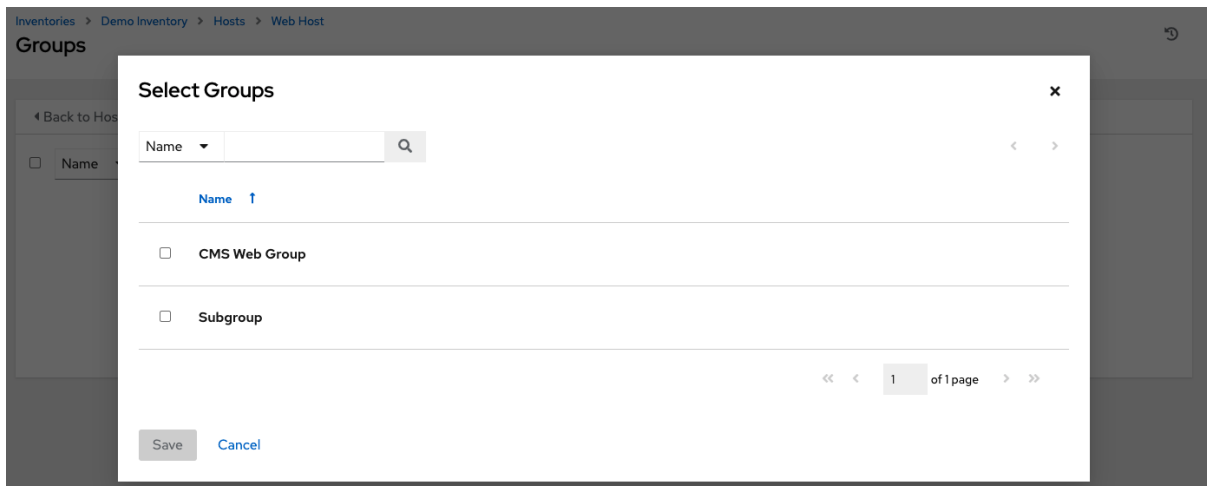 Inventories > Demo Inventory > Hosts > Web Host
Groups
Select Groups
Back to Hos
Name
Name
Name
CMS Web Group
Subgroup
1 of 1 page
Save Cancel